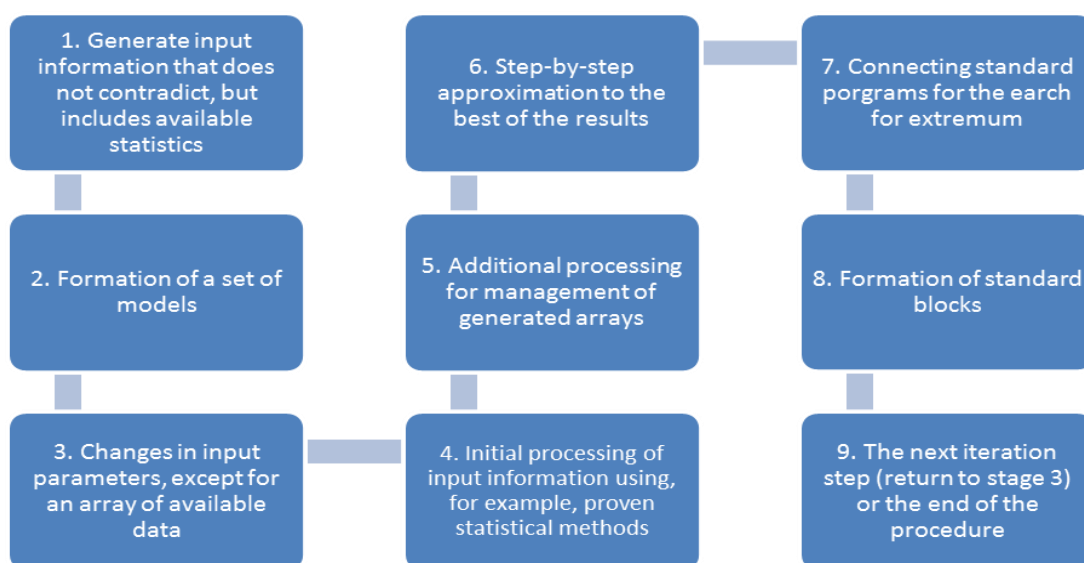 1. Generate input
information that does
not contradict, but
includes available
statistics
2. Formation of a set of
models
3. Changes in input
parameters, except for
an array of available
data
4. Initial processing of
input information using,
for example, proven
statistical methods
5. Additional processing
for management of
generated arrays
6. Step-by-step
approximation to the
best of the results
7. Connecting standard
porgrams for the earch
for extremum
8. Formation of standard
blocks
9. The next iteration
step (return to stage 3)
or the end of the
procedure